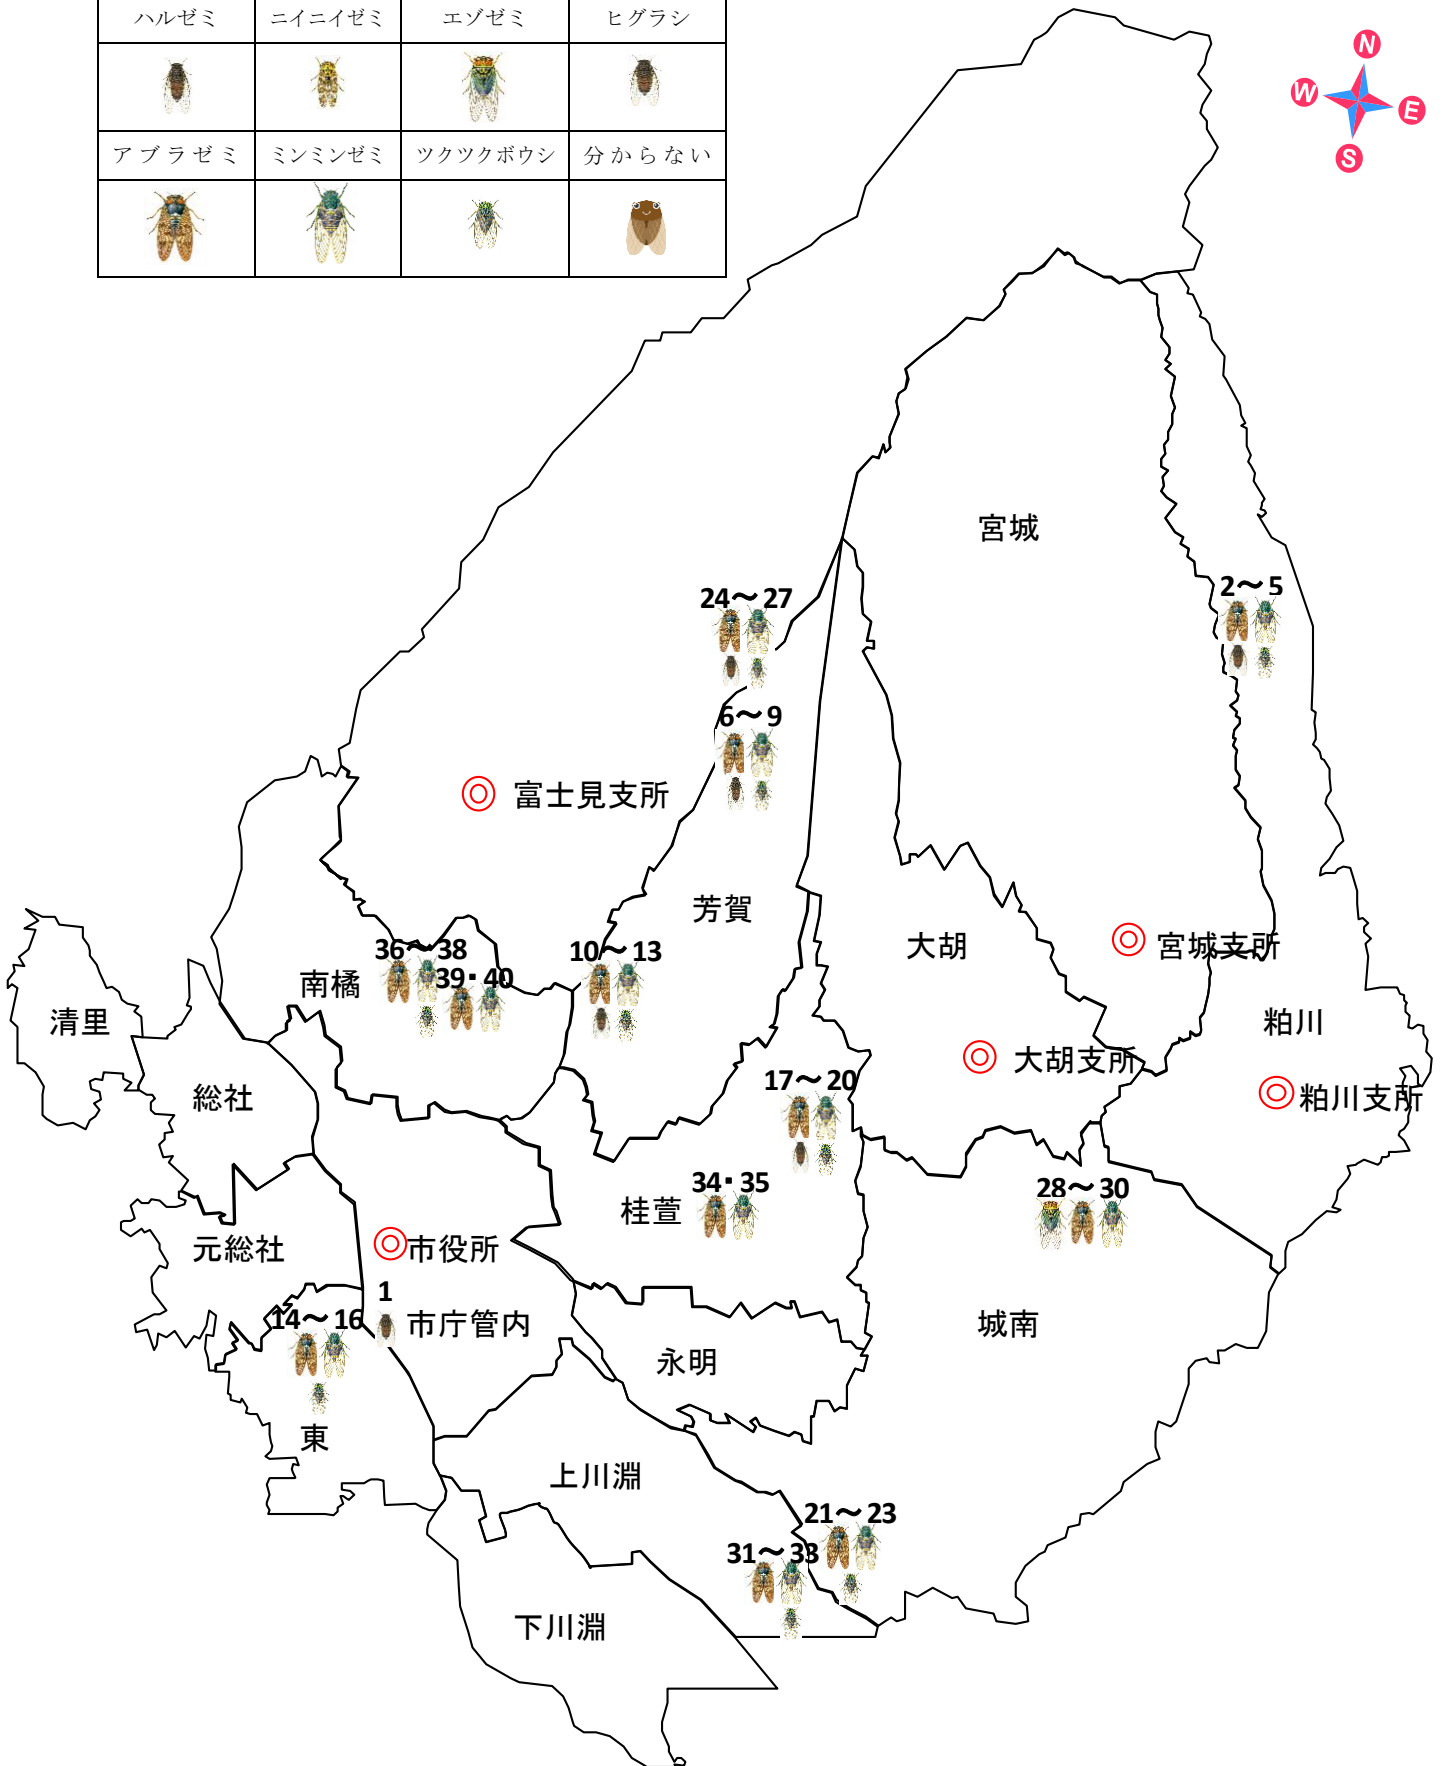 ハルゼミ ニイニイゼミ エゾゼミ ヒグラシ
アブラゼミ ミンミンゼミ ツクツクボウシ 分からない
N
W
E
S
宮城
24～27
2～5
6～9
富士見支所
芳賀
大胡
宮城支所
36～38
10～13
39・40
南橘
清里
粕川
大胡支所
総社
17～20
粕川支所
34・35
28～30
桂萱
元総社
市役所
1
14～16
市庁管内
城南
永明
東
上川淵
21～23
31～33
下川淵